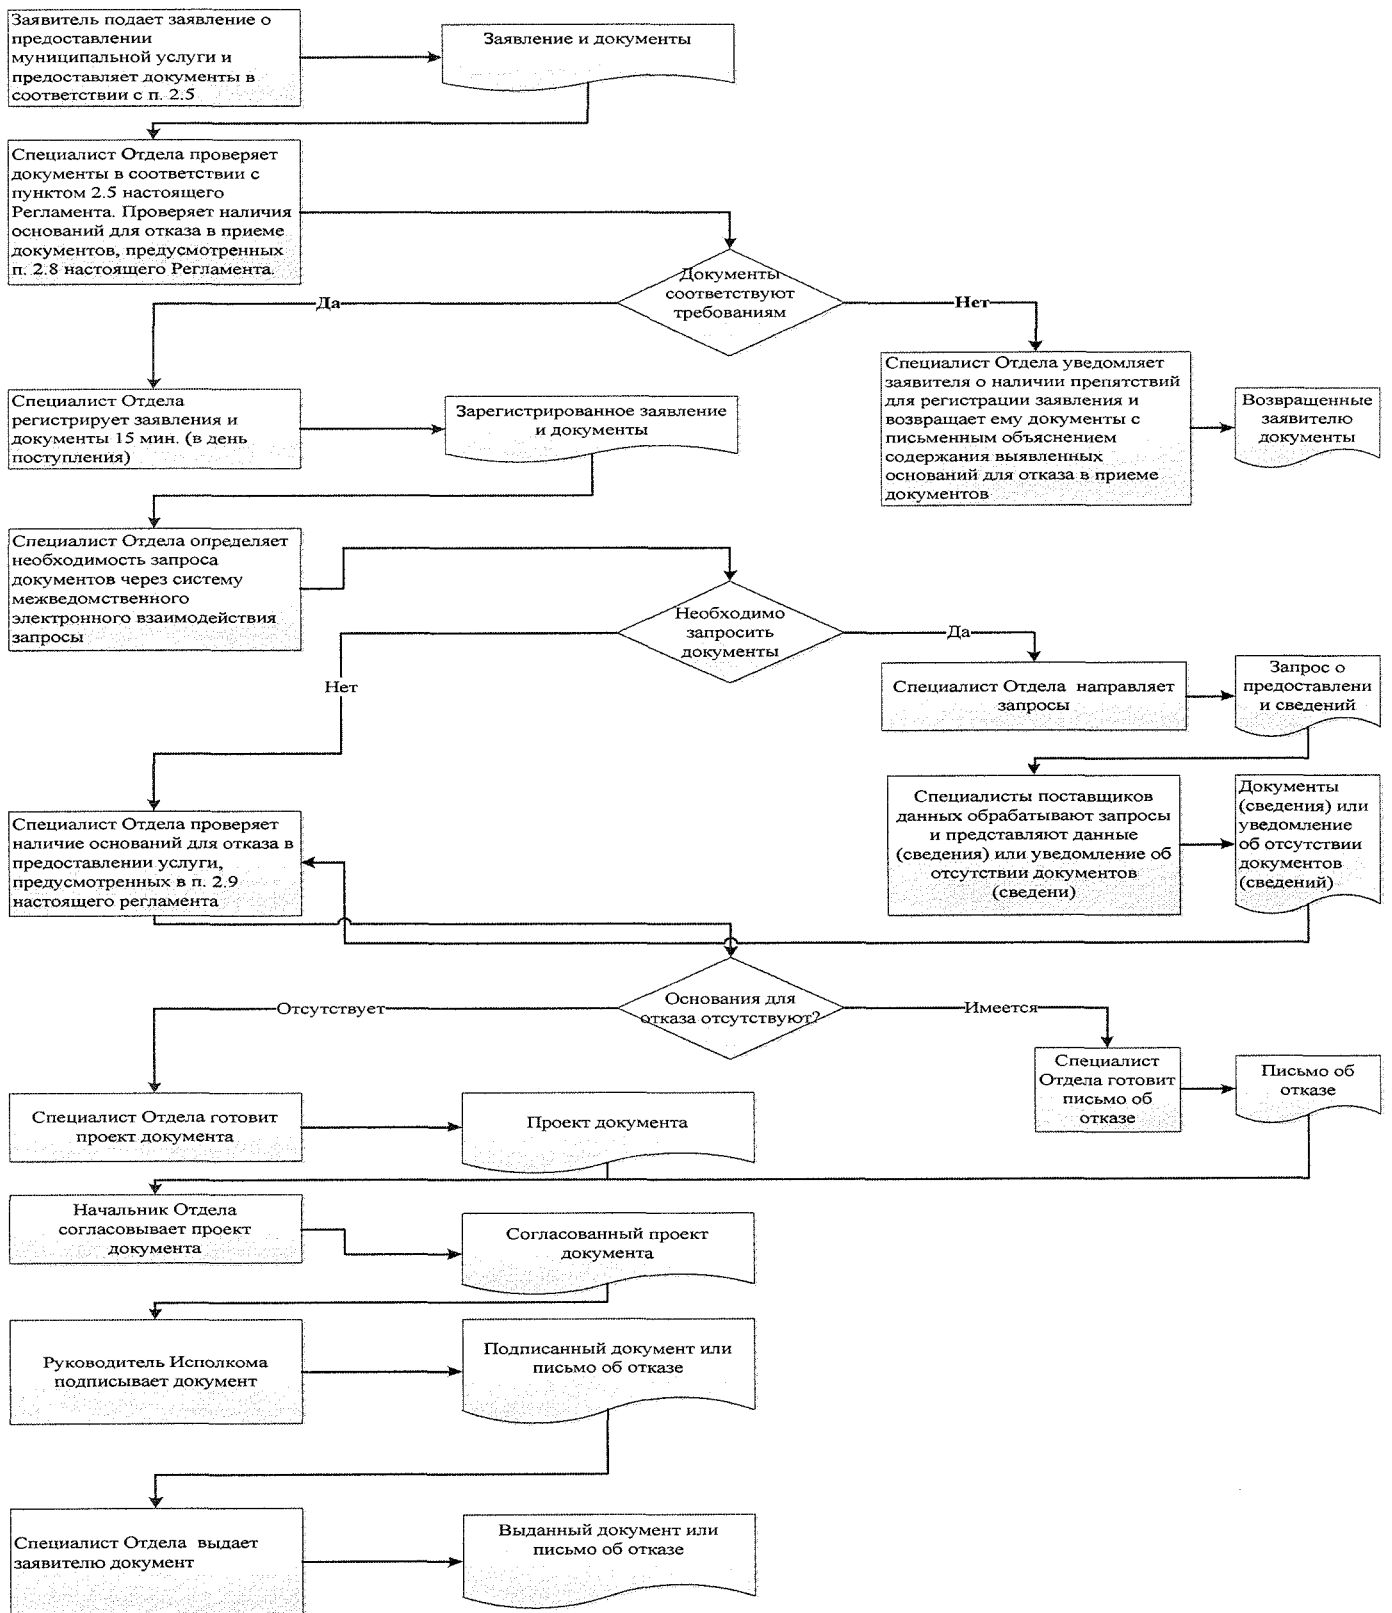 Заявитель подает заявление о
предоставлении
муниципальной услуги и
предоставляет документы в
соответствии с п. 2.5
Заявление и документы
Специалист Отдела проверяет
документы в соответствии с
пунктом 2.5 настоящего
Регламента. Проверяет наличия
оснований для отказа в приеме
документов, предусмотренных
п. 2.8 настоящего Регламента.
Документы
соответствуют
требованиям
Да
Нет
Специалист Отдела
регистрирует заявления и
документы 15 мин. (в день
поступления)
Зарегистрированное заявление
и документы
Специалист Отдела уведомляет
заявителя о наличии препятствий
для регистрации заявления и
возвращает ему документы с
письменным объяснением
содержания выявленных
оснований для отказа в приеме
документов
Возвращенные
заявителю
документы
Специалист Отдела определяет
необходимость запроса
документов через систему
межведомственного
электронного взаимодействия
запросы
Необходимо
запросить
документы
Да
Нет
Специалист Отдела направляет
запросы
Запрос о
предоставлени
и сведений
Специалисты поставщиков
данных обрабатывают запросы
и представляют данные
(сведения) или уведомление об
отсутствии документов
(сведени)
Документы
(сведения) или
уведомление
об отсутствии
документов
(сведений)
Специалист Отдела проверяет
наличие оснований для отказа в
предоставлении услуги,
предусмотренных в п. 2.9
настоящего регламента
Основания для
отказа отсутствуют?
Отсутствует
Имеется
Специалист
Отдела готовит
письмо об
отказе
Письмо об
отказе
Специалист Отдела готовит
проект документа
Проект документа
Начальник Отдела
согласовывает проект
документа
Согласованный проект
документа
Руководитель Исполкома
подписывает документ
Подписанный документ или
письмо об отказе
Специалист Отдела выдает
заявителю документ
Выданный документ или
письмо об отказе